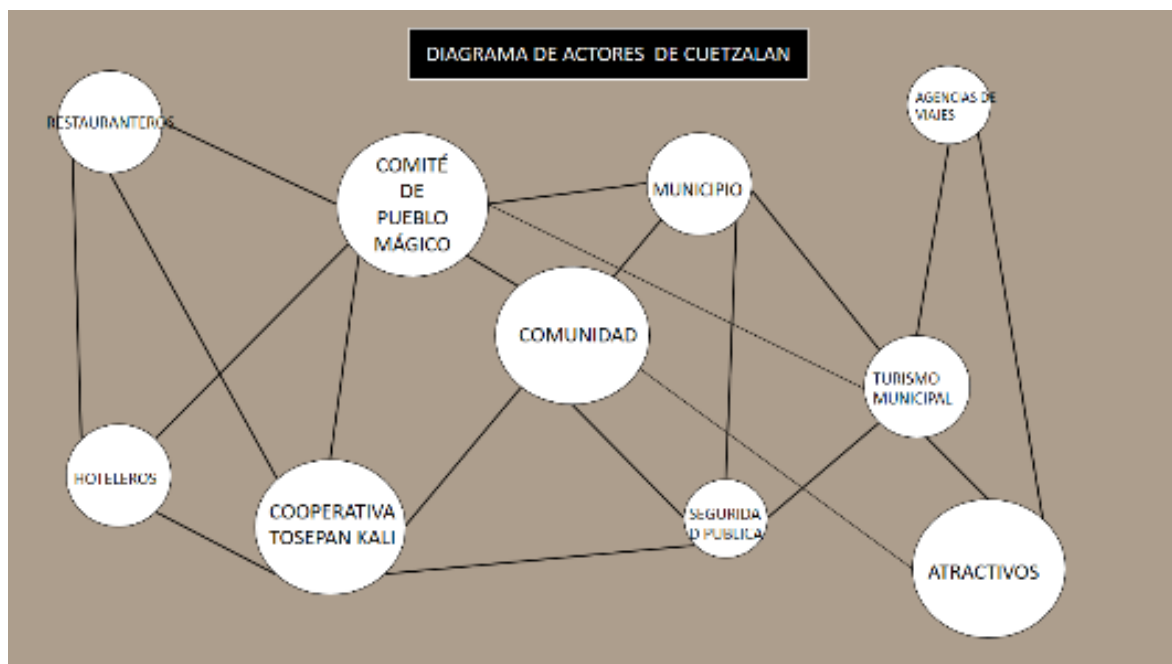 DIAGRAMA DE ACTORES DE CUETZALAN
RESTAURANTEROS
COMITÉ
DE
PUEBLO
MÁGICO
MUNICIPIO
AGENCIAS DE
VIAJES
COMUNIDAD
TURISMO
MUNICIPAL
HOTELEROS
COOPERATIVA
TOSEPAN KALI
SEGURIDA
D PUBLICA
ATRACTIVOS